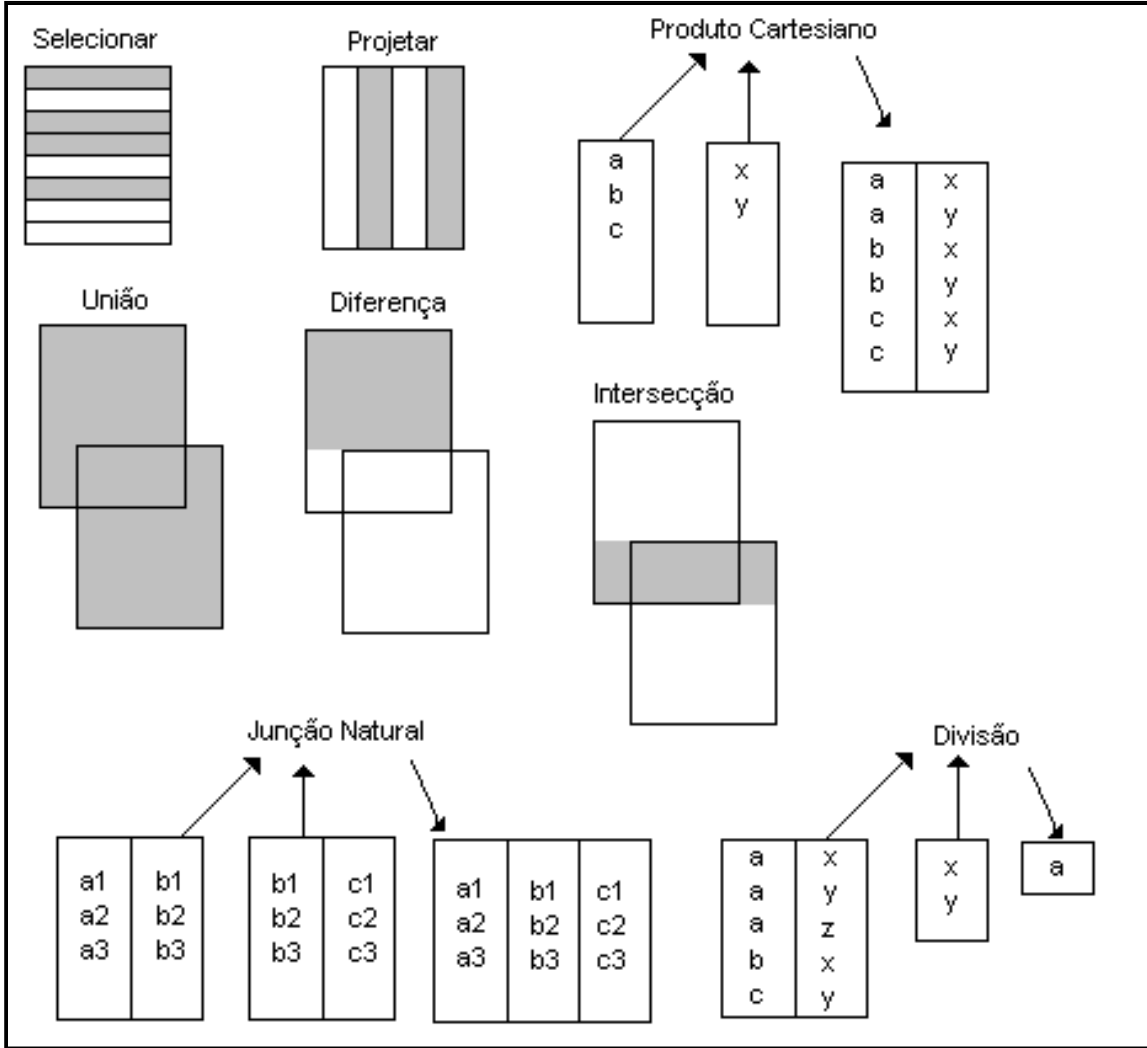 Selecionar
Projetar
Produto Cartesiano
a
b
c
x
y
a x
a y
b x
b y
c x
c y
União
Diferença
Intersecção
Junção Natural
a1 b1
a2 b2
a3 b3
b1 c1
b2 c2
b3 c3
a1 b1 c1
a2 b2 c2
a3 b3 c3
Divisão
a x
a y
a z
b x
c y
x
y
a